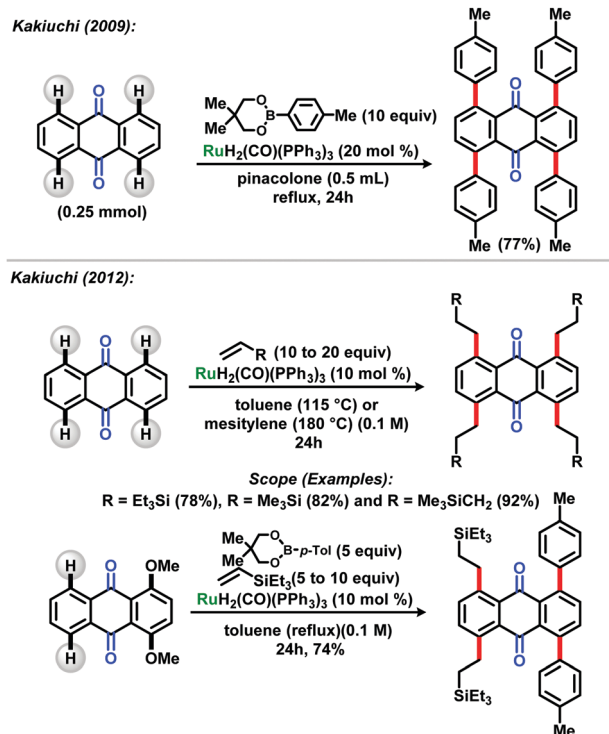 Kakiuchi (2009):
H O H
H O H
(0.25 mmol)
Me
Me
O
O
B
Me (10 equiv)
RuH2(CO)(PPh3)3 (20 mol %)
pinacolone (0.5 mL)
reflux, 24h
Me Me
O
O
Me Me
(77%)
Kakiuchi (2012):
H O H
H O H
R (10 to 20 equiv)
RuH2(CO)(PPh3)3 (10 mol %)
toluene (115 °C) or
mesitylene (180 °C) (0.1 M)
24h
R R
O
O
R R
Scope (Examples):
R = Et3Si (78%), R = Me3Si (82%) and R = Me3SiCH2 (92%)
H O OMe
H O OMe
Me
Me
O
O
B-p-Tol (5 equiv)
SiEt3 (5 to 10 equiv)
RuH2(CO)(PPh3)3 (10 mol %)
toluene (reflux)(0.1 M)
24h, 74%
Me
SiEt3
O
O
SiEt3
Me